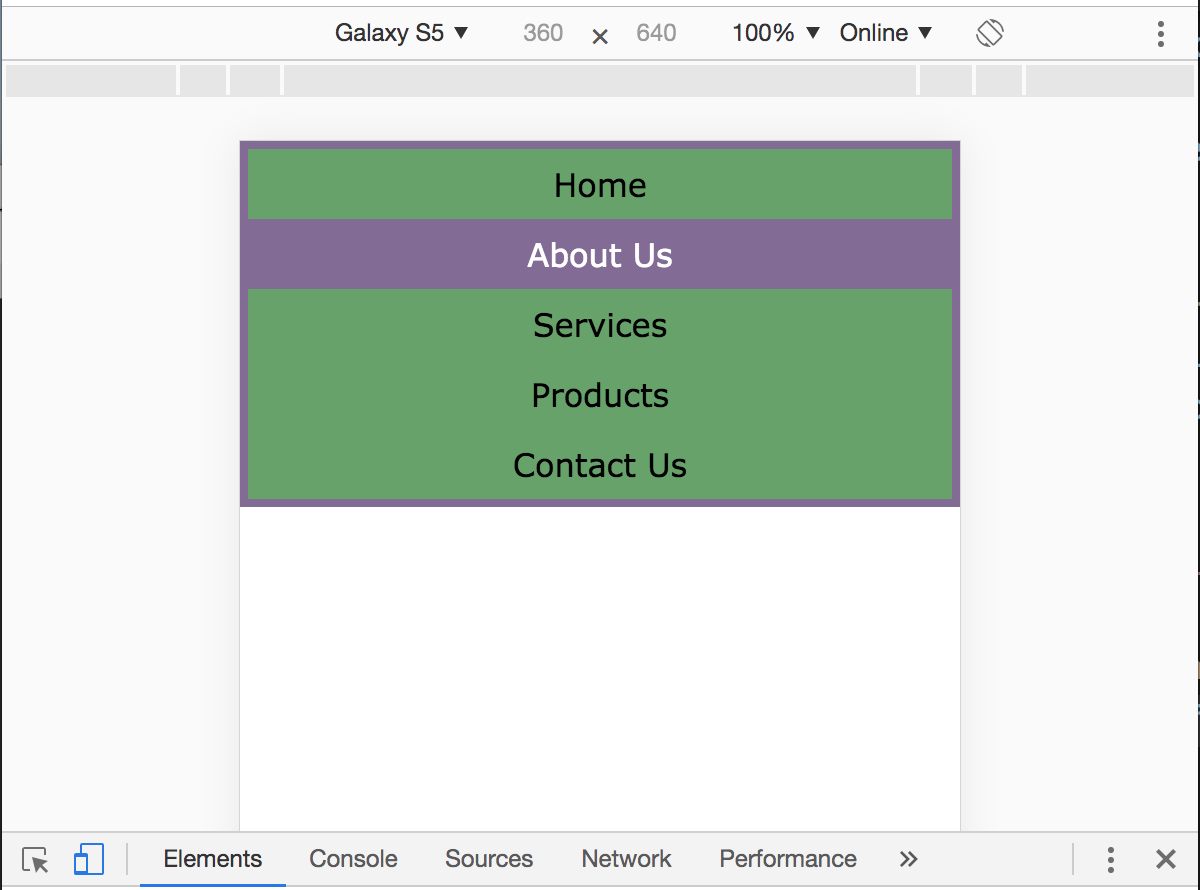 Galaxy S5 ▼ 360 × 640 100% ▼ Online ▼
Home
About Us
Services
Products
Contact Us
Elements Console Sources Network Performance »